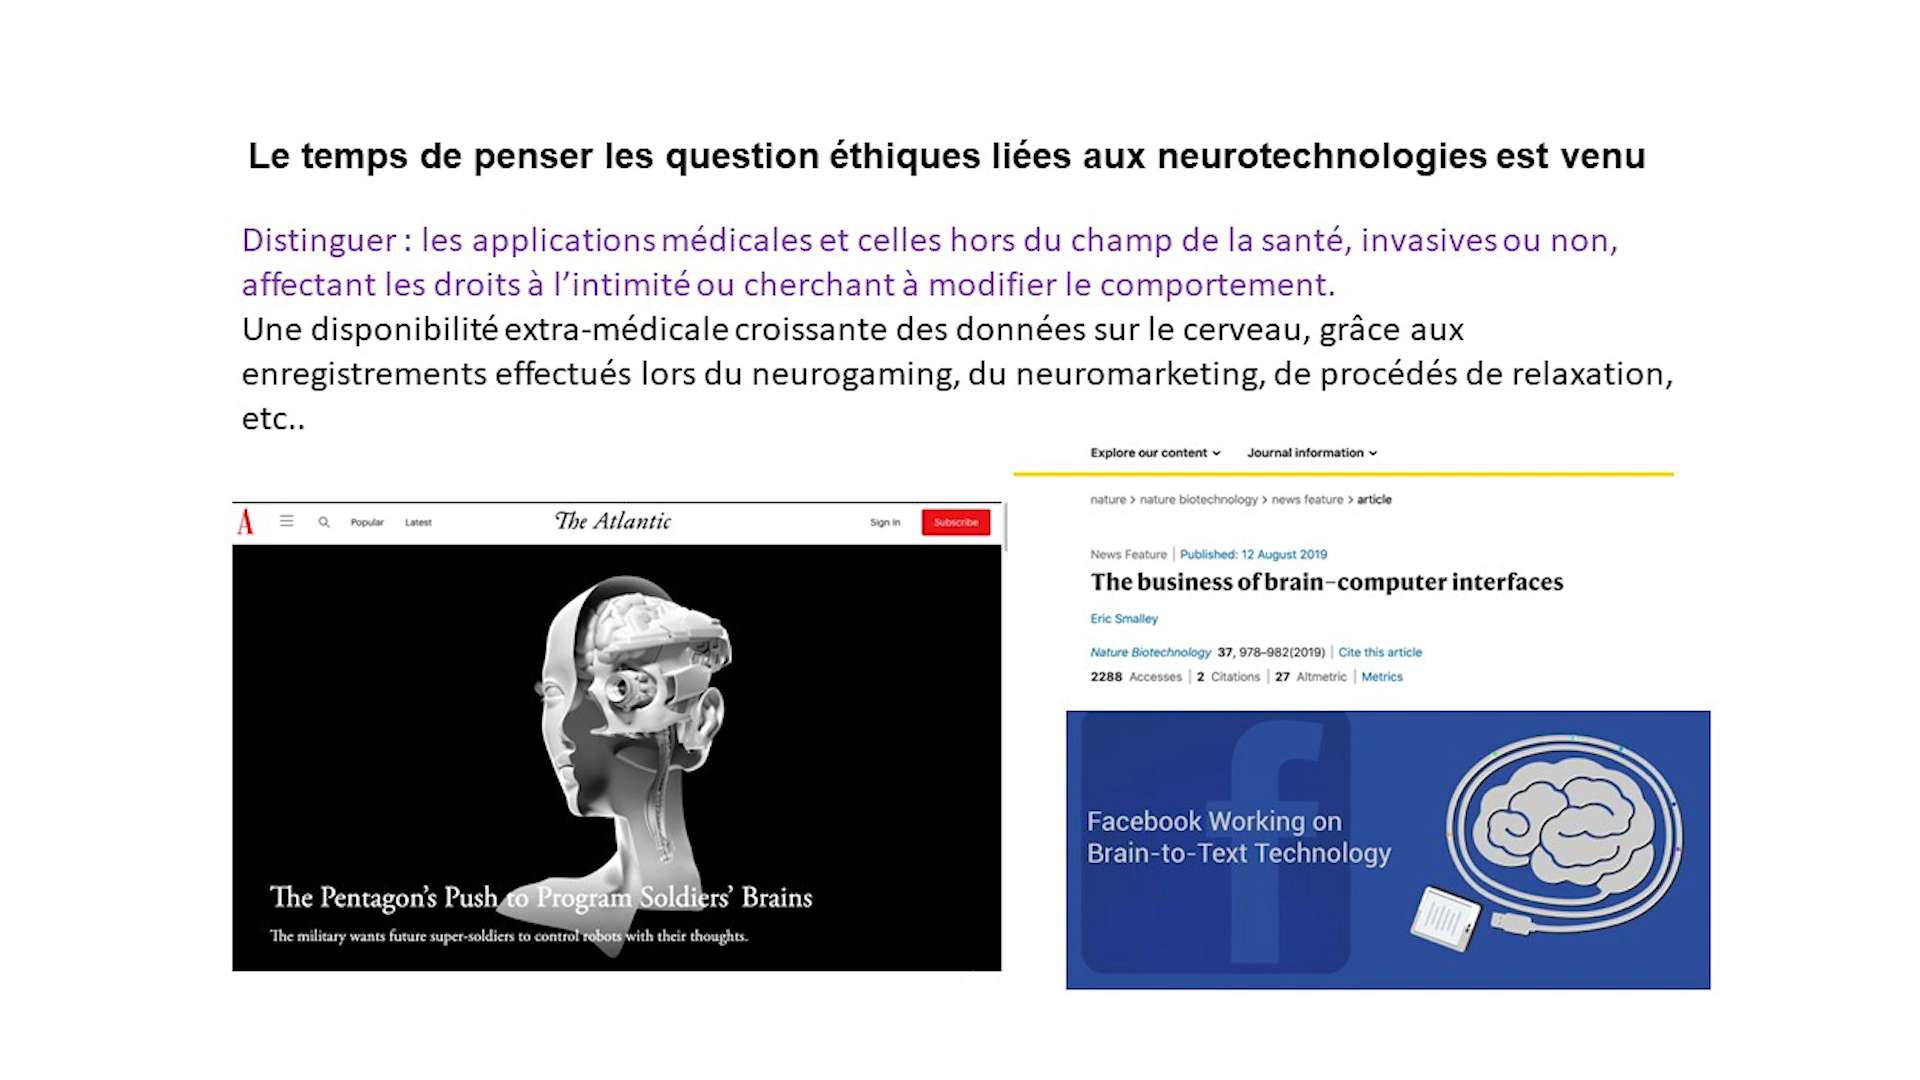 Le temps de penser les question éthiques liées aux neurotechnologies est venu
Distinguer : les applications médicales et celles hors du champ de la santé, invasives ou non,
affectant les droits à l’intimité ou cherchant à modifier le comportement.
Une disponibilité extra-médicale croissante des données sur le cerveau, grâce aux
enregistrements effectués lors du neurogaming, du neuromarketing, de procédés de relaxation,
etc..
A Popular Latest The Atlantic Sign In Subscribe
The Pentagon’s Push to Program Soldiers’ Brains
The military wants future super-soldiers to control robots with their thoughts.
Explore our content Journal information
nature > nature biotechnology > news feature > article
News Feature | Published: 12 August 2019
The business of brain–computer interfaces
Eric Smalley
Nature Biotechnology 37, 978–982(2019) | Cite this article
2288 Accesses | 2 Citations | 27 Altmetric | Metrics
f
Facebook Working on
Brain-to-Text Technology